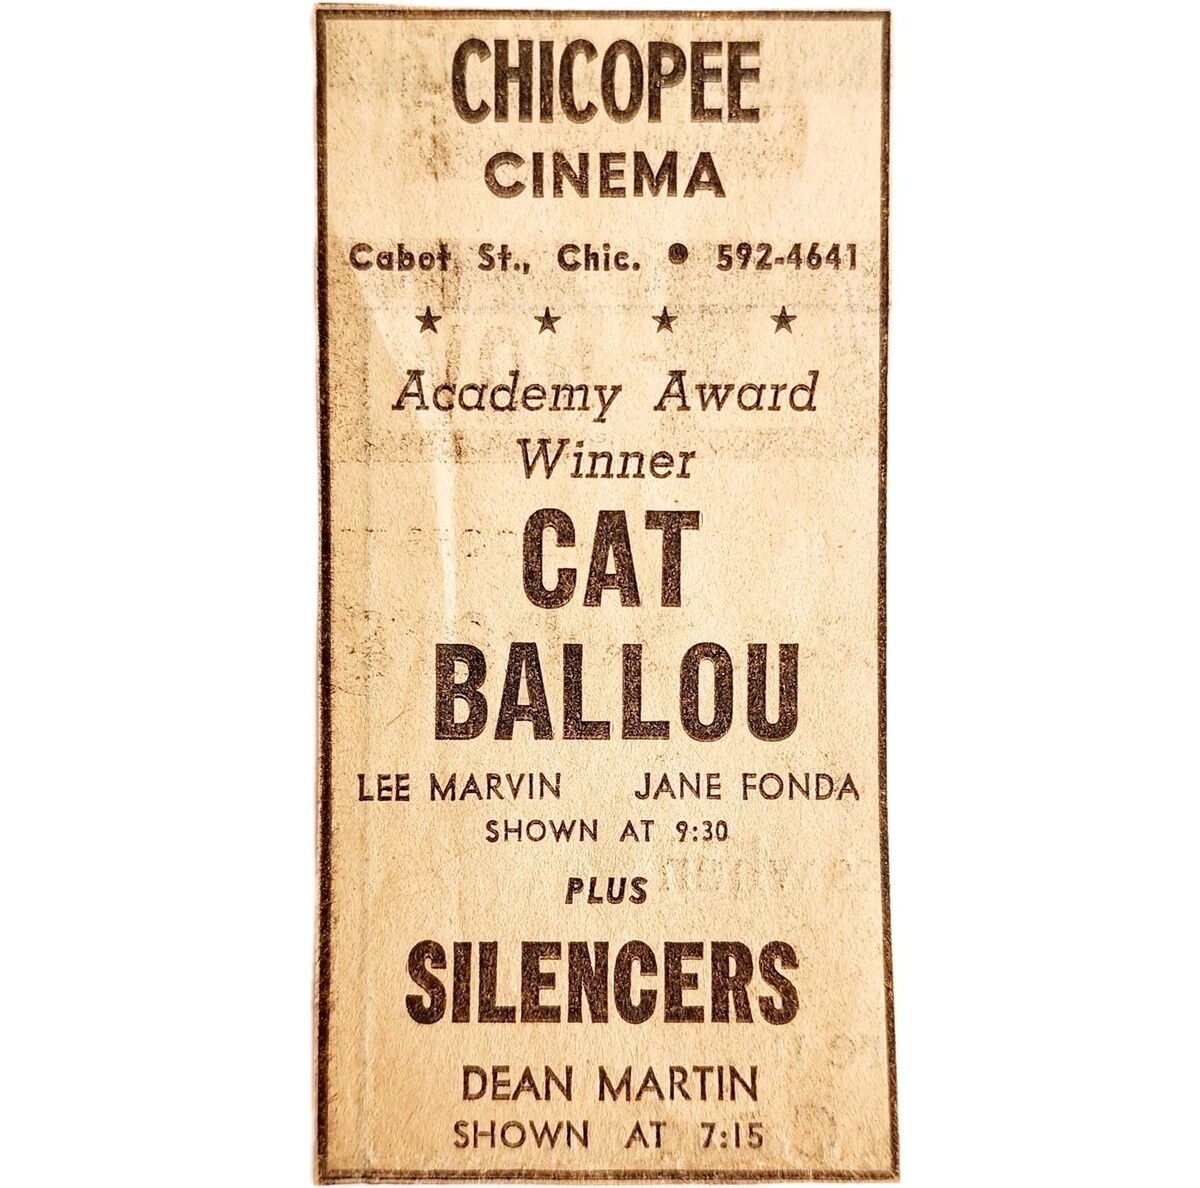 CHICOPEE
CINEMA
Cabot St., Chic. • 592-4641
★ ★ ★ ★
Academy Award
Winner
CAT
BALLOU
LEE MARVIN JANE FONDA
SHOWN AT 9:30
PLUS
SILENCERS
DEAN MARTIN
SHOWN AT 7:15